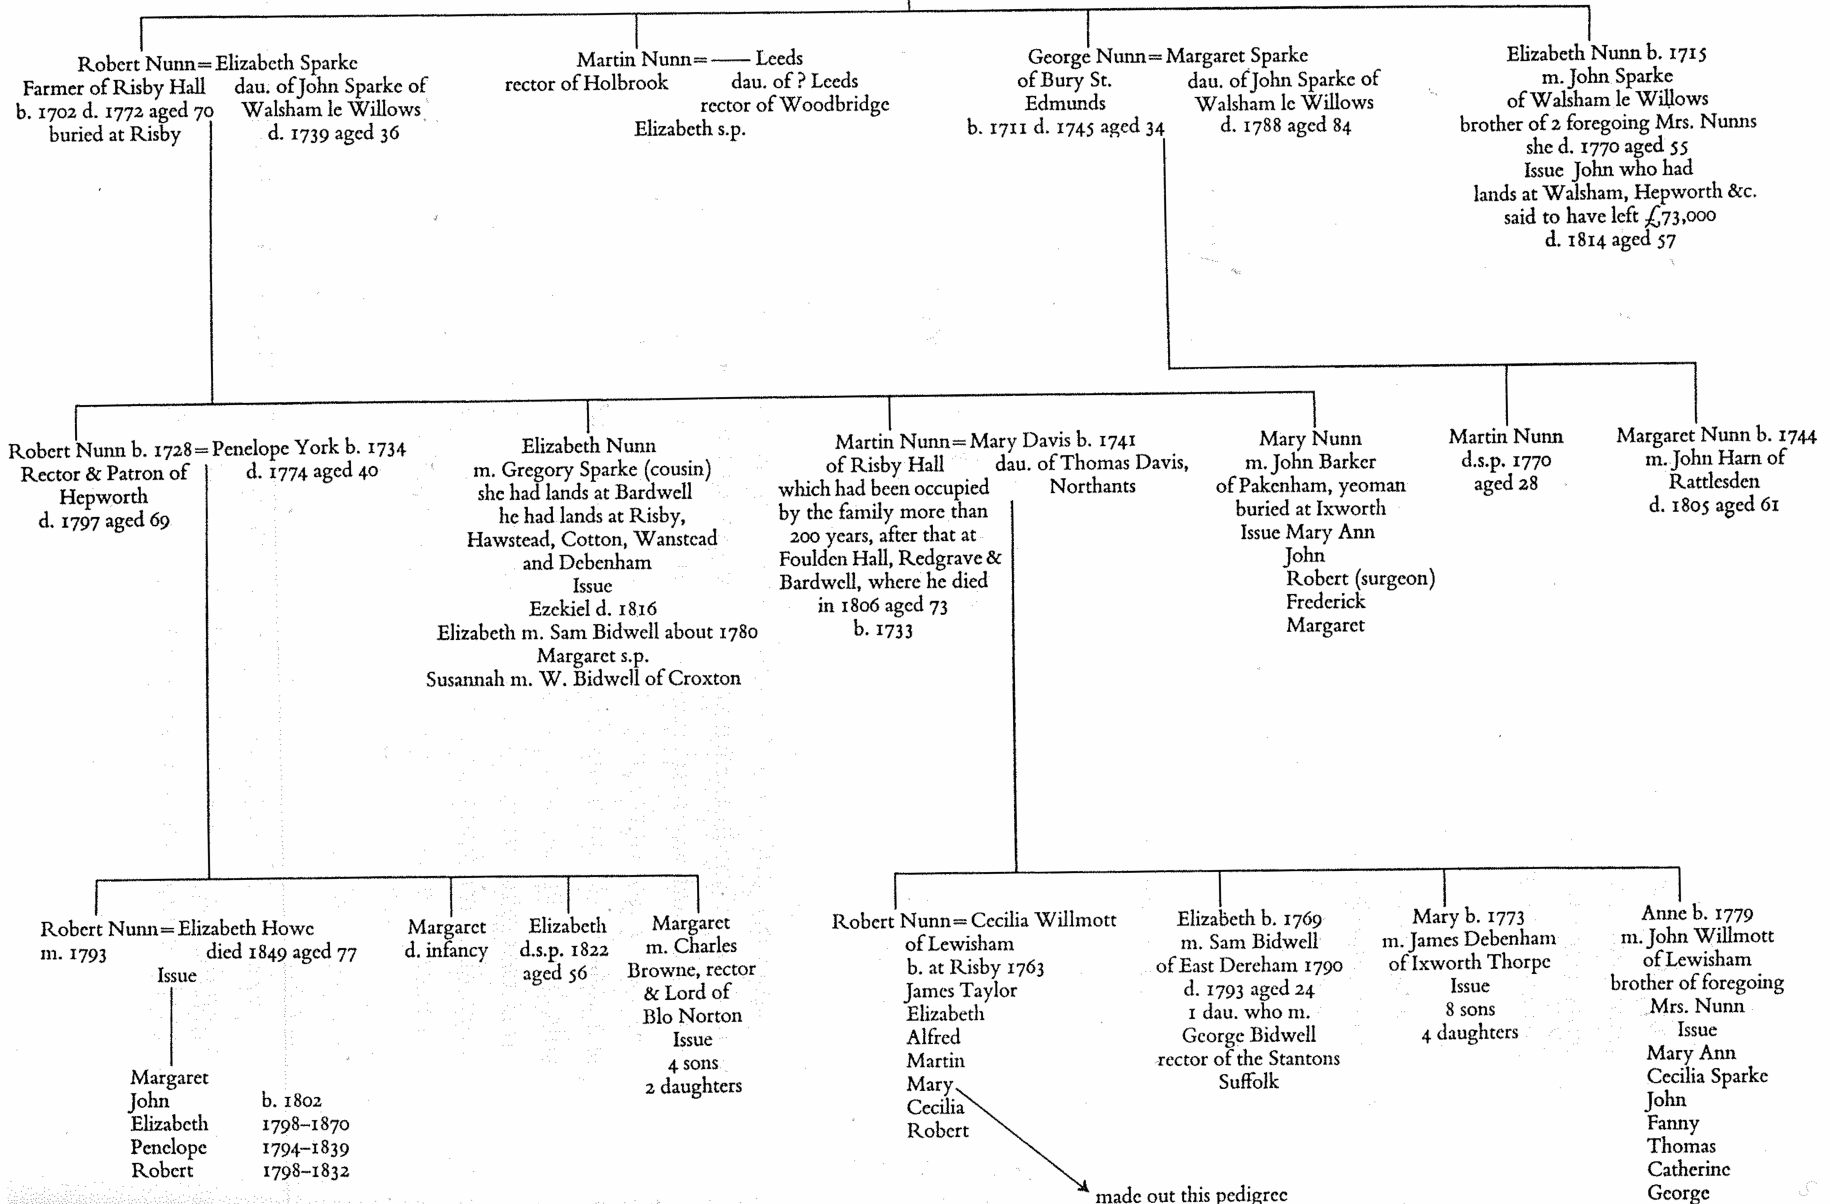 Robert Nunn=Elizabeth Sparke
Farmer of Risby Hall
dau. of John Sparke of
b. 1702 d. 1772 aged 70
Walsham le Willows
buried at Risby
d. 1739 aged 36
Martin Nunn=—— Leeds
rector of Holbrook
dau. of ? Leeds
rector of Woodbridge
Elizabeth s.p.
George Nunn=Margaret Sparke
of Bury St.
dau. of John Sparke of
Edmunds
Walsham le Willows
b. 1711 d. 1745 aged 34
d. 1788 aged 84
Elizabeth Nunn b. 1715
m. John Sparke
of Walsham le Willows
brother of 2 foregoing Mrs. Nunns
she d. 1770 aged 55
Issue John who had
lands at Walsham, Hepworth &c.
said to have left £73,000
d. 1814 aged 57
Robert Nunn b. 1728=Penelope York b. 1734
Rector & Patron of
d. 1774 aged 40
Hepworth
d. 1797 aged 69
Elizabeth Nunn
m. Gregory Sparke (cousin)
she had lands at Bardwell
he had lands at Risby,
Hawstead, Cotton, Wanstead
and Debenham
Issue
Ezekiel d. 1816
Elizabeth m. Sam Bidwell about 1780
Margaret s.p.
Susannah m. W. Bidwell of Croxton
Martin Nunn=Mary Davis b. 1741
of Risby Hall
dau. of Thomas Davis,
which had been occupied
Northants
by the family more than
200 years, after that at
Foulden Hall, Redgrave &
Bardwell, where he died
in 1806 aged 73
b. 1733
Mary Nunn
m. John Barker
of Pakenham, yeoman
buried at Ixworth
Issue Mary Ann
John
Robert (surgeon)
Frederick
Margaret
Martin Nunn
d.s.p. 1770
aged 28
Margaret Nunn b. 1744
m. John Harn of
Rattlesden
d. 1805 aged 61
Robert Nunn=Elizabeth Howe
m. 1793
died 1849 aged 77
Issue
Margaret
John b. 1802
Elizabeth 1798–1870
Penelope 1794–1839
Robert 1798–1832
Margaret
d. infancy
Elizabeth
d.s.p. 1822
aged 56
Margaret
m. Charles
Browne, rector
& Lord of
Blo Norton
Issue
4 sons
2 daughters
Robert Nunn=Cecilia Willmott
of Lewisham
b. at Risby 1763
James Taylor
Elizabeth
Alfred
Martin
Mary
Cecilia
Robert
made out this pedigree
Elizabeth b. 1769
m. Sam Bidwell
of East Dereham 1790
d. 1793 aged 24
1 dau. who m.
George Bidwell
rector of the Stantons
Suffolk
Mary b. 1773
m. James Debenham
of Ixworth Thorpe
Issue
8 sons
4 daughters
Anne b. 1779
m. John Willmott
of Lewisham
brother of foregoing
Mrs. Nunn
Issue
Mary Ann
Cecilia Sparke
John
Fanny
Thomas
Catherine
George